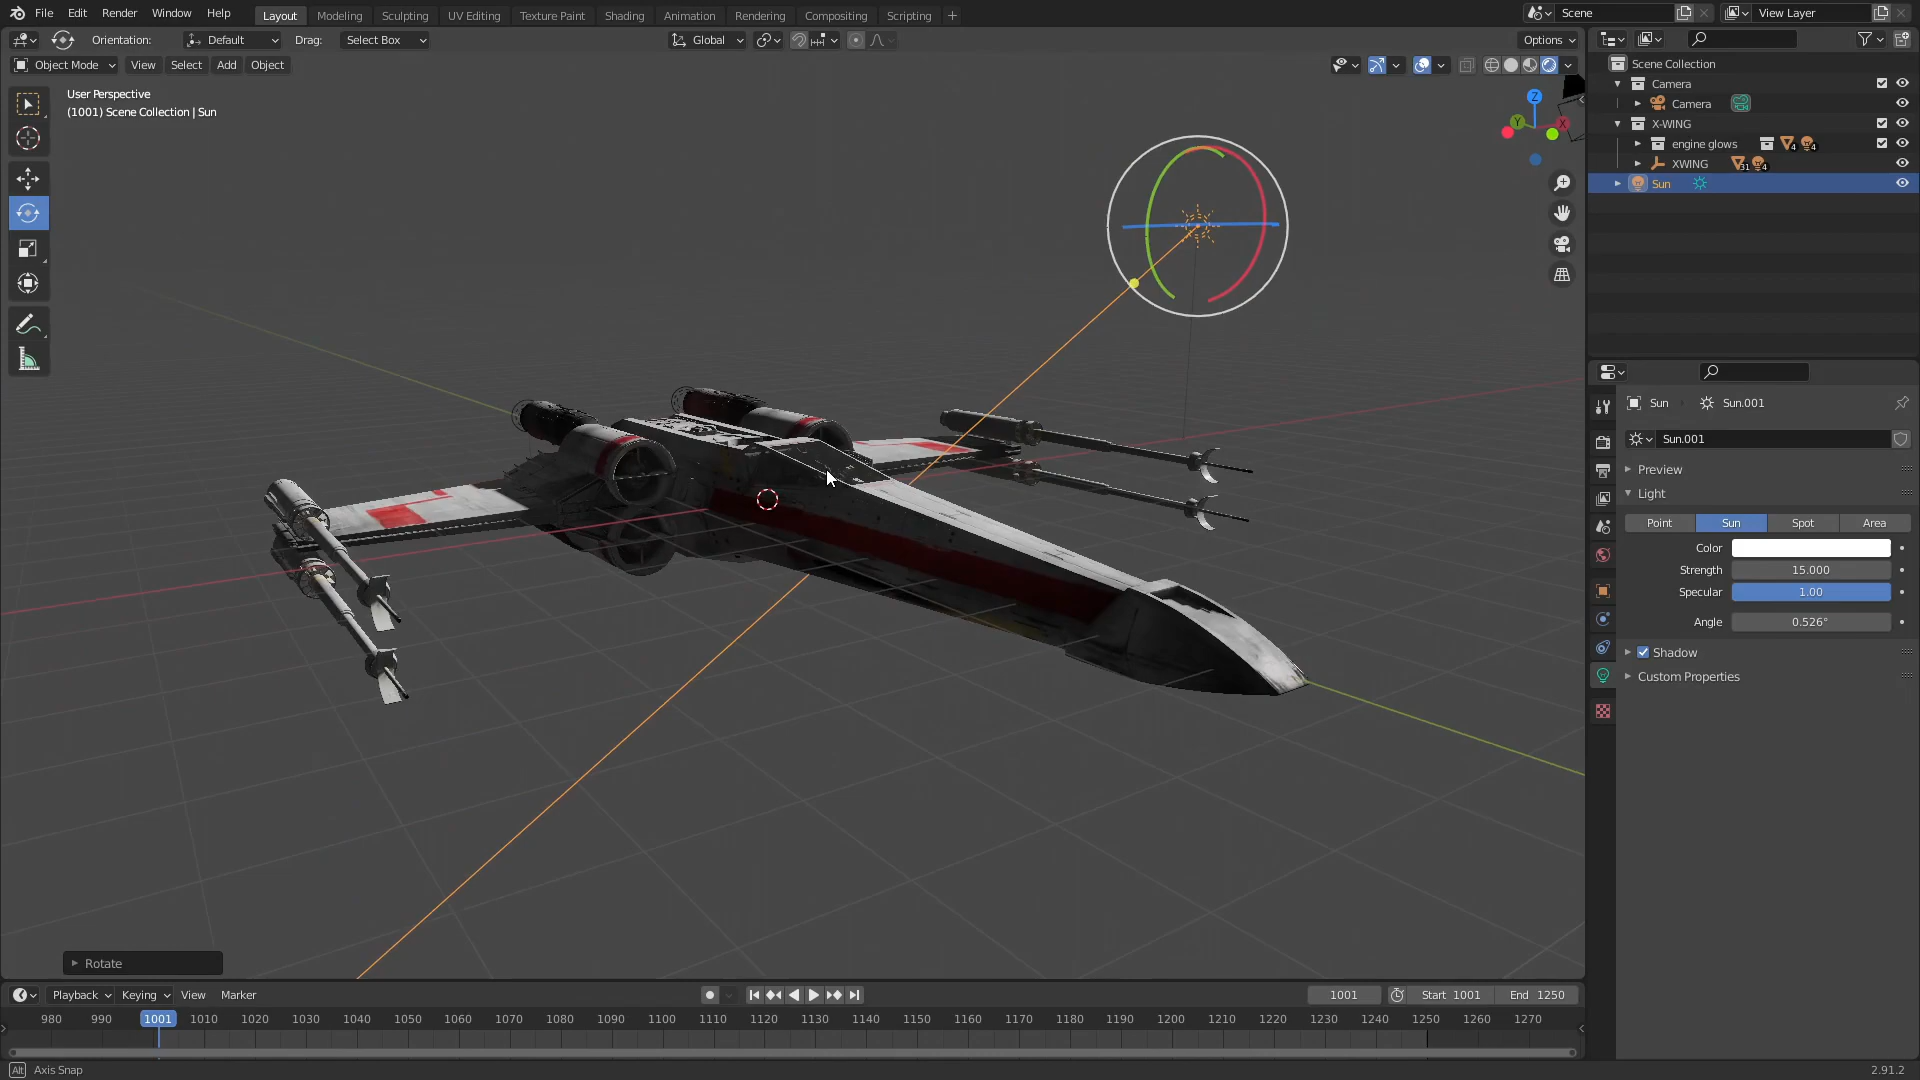 File Edit Render Window Help Layout Modeling Sculpting UV Editing Texture Paint Shading Animation Rendering Compositing Scripting + Scene View Layer
Orientation: Default Drag: Select Box Global Options
Object Mode View Select Add Object
User Perspective
(1001) Scene Collection | Sun
Z
Y
X
Scene Collection
Camera
Camera
X-WING
engine glows 4 4
XWING 31 4
Sun
Sun Sun.001
Sun.001
Preview
Light
Point Sun Spot Area
Color
Strength 15.000
Specular 1.00
Angle 0.526°
Shadow
Custom Properties
Rotate
Playback Keying View Marker 1001 Start 1001 End 1250
980 990 1001 1010 1020 1030 1040 1050 1060 1070 1080 1090 1100 1110 1120 1130 1140 1150 1160 1170 1180 1190 1200 1210 1220 1230 1240 1250 1260 1270
Alt Axis Snap 2.91.2